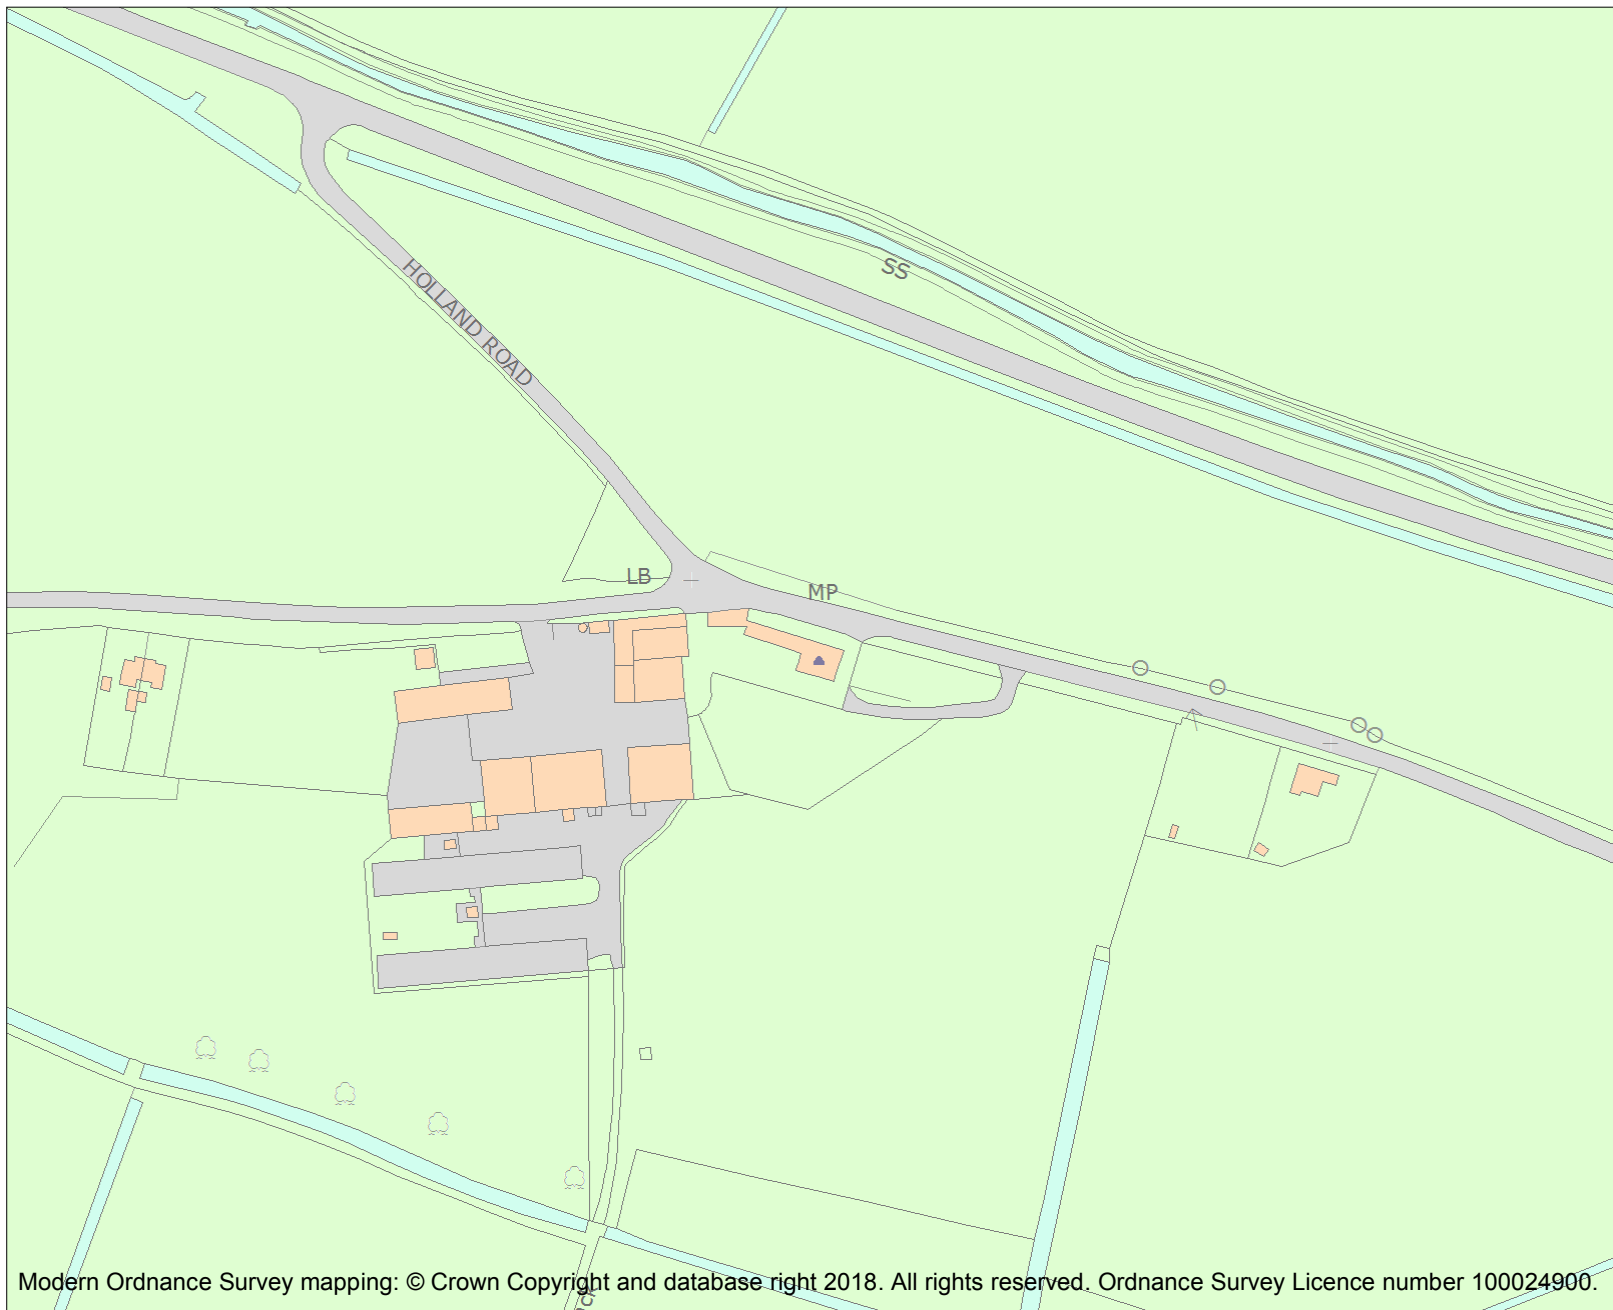 SS
HOLLAND ROAD
LB
MP
Modern Ordnance Survey mapping: © Crown Copyright and database right 2018. All rights reserved. Ordnance Survey Licence number 100024900.